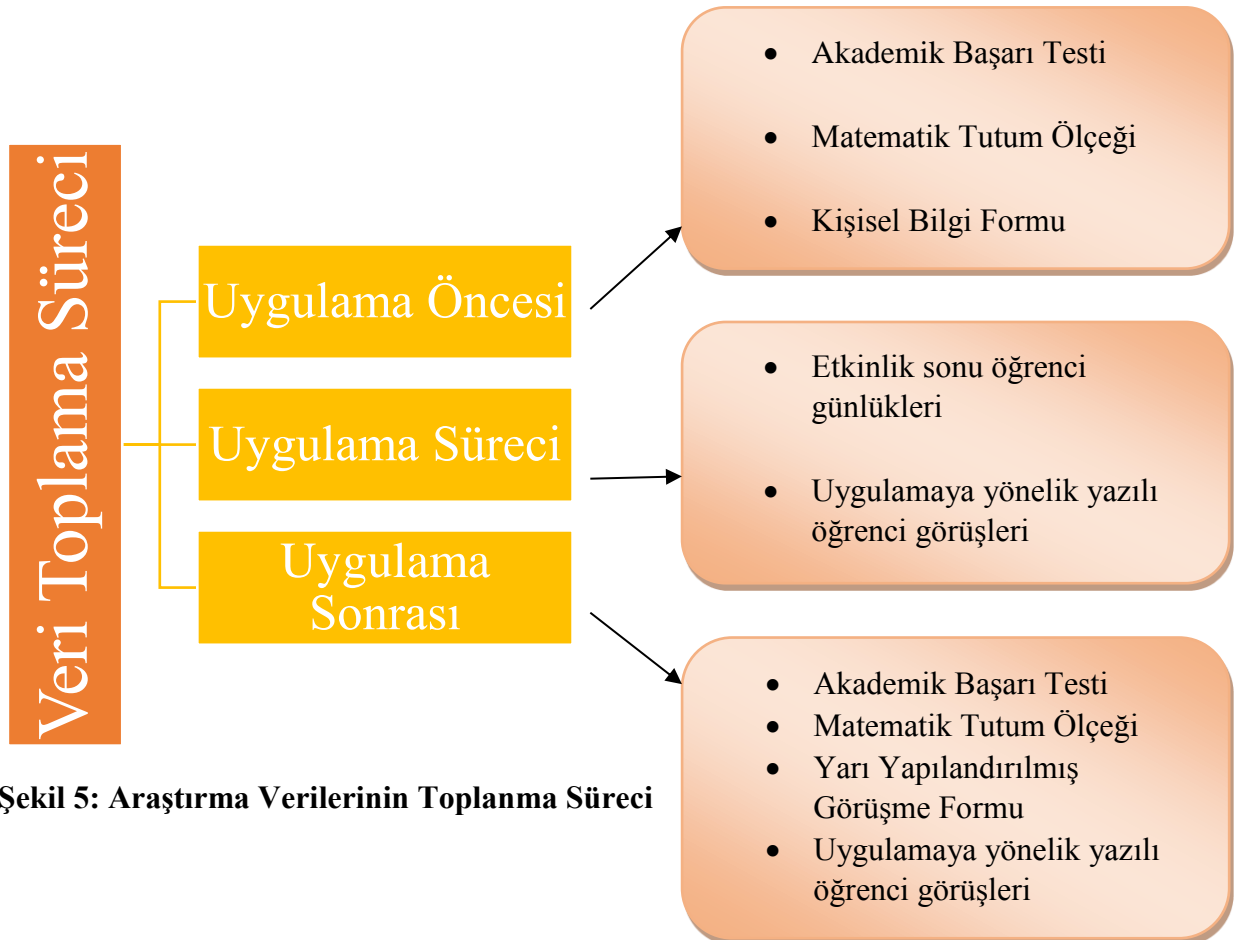 Veri Toplama Süreci
Uygulama Öncesi
• Akademik Başarı Testi
• Matematik Tutum Ölçeği
• Kişisel Bilgi Formu
Uygulama Süreci
• Etkinlik sonu öğrenci
günlükleri
• Uygulamaya yönelik yazılı
öğrenci görüşleri
Uygulama
Sonrası
• Akademik Başarı Testi
• Matematik Tutum Ölçeği
• Yarı Yapılandırılmış
Görüşme Formu
• Uygulamaya yönelik yazılı
öğrenci görüşleri
Şekil 5: Araştırma Verilerinin Toplanma Süreci